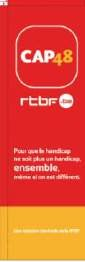 CAP48
rtbf.be
Pour que le handicap
ne soit plus un handicap,
ensemble,
même si on est différent.